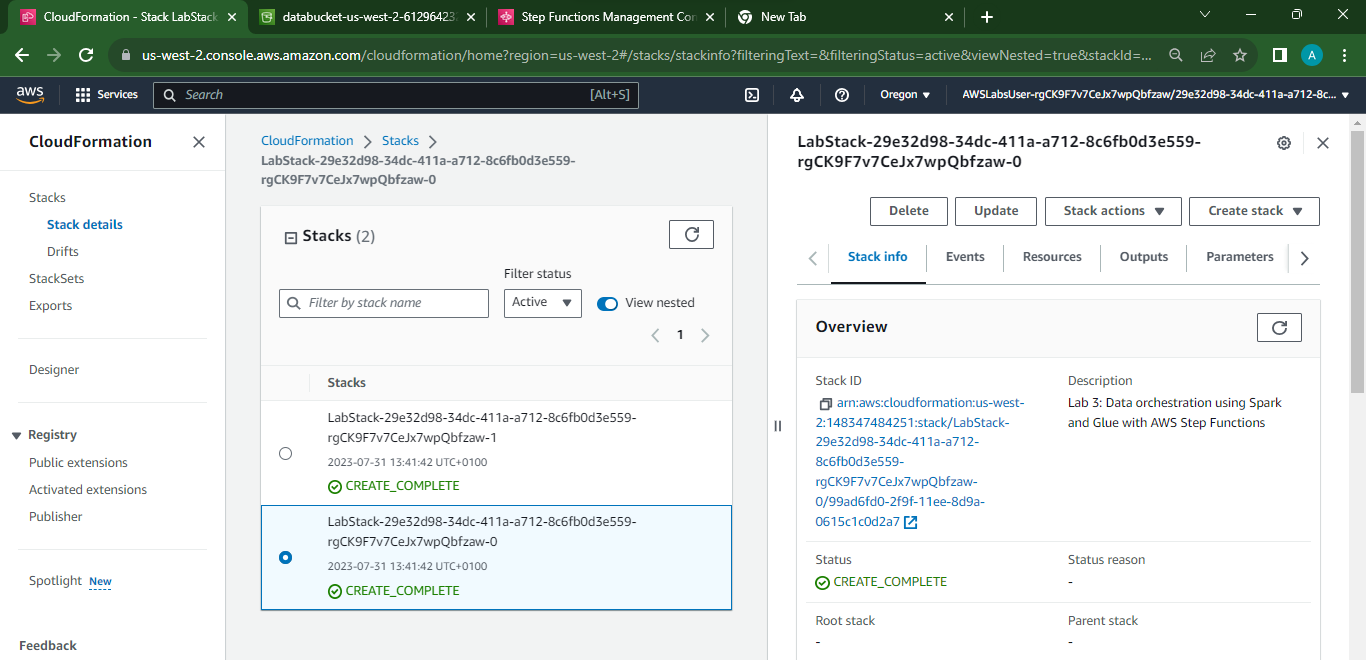 CloudFormation - Stack LabStack
databucket-us-west-2-6129642
Step Functions Management Con
New Tab
us-west-2.console.aws.amazon.com/cloudformation/home?region=us-west-2#/stacks/stackinfo?filteringText=&filteringStatus=active&viewNested=true&stackId=...
A
aws
Services
Search
[Alt+S]
Oregon
AWSLabsUser-rgCK9F7v7CeJx7wpQbfzaw/29e32d98-34dc-411a-a712-8c...
CloudFormation
Stacks
Stack details
Drifts
StackSets
Exports
Designer
Registry
Public extensions
Activated extensions
Publisher
Spotlight New
Feedback
CloudFormation
Stacks
LabStack-29e32d98-34dc-411a-a712-8c6fb0d3e559-
rgCK9F7v7CeJx7wpQbfzaw-0
Stacks (2)
Filter status
Filter by stack name
Active
View nested
1
Stacks
LabStack-29e32d98-34dc-411a-a712-8c6fb0d3e559-
rgCK9F7v7CeJx7wpQbfzaw-1
2023-07-31 13:41:42 UTC+0100
CREATE_COMPLETE
LabStack-29e32d98-34dc-411a-a712-8c6fb0d3e559-
rgCK9F7v7CeJx7wpQbfzaw-0
2023-07-31 13:41:42 UTC+0100
CREATE_COMPLETE
LabStack-29e32d98-34dc-411a-a712-8c6fb0d3e559-
rgCK9F7v7CeJx7wpQbfzaw-0
Delete
Update
Stack actions
Create stack
Stack info
Events
Resources
Outputs
Parameters
Overview
Stack ID
arn:aws:cloudformation:us-west-
2:148347484251:stack/LabStack-
29e32d98-34dc-411a-a712-
8c6fb0d3e559-
rgCK9F7v7CeJx7wpQbfzaw-
0/99ad6fd0-2f9f-11ee-8d9a-
0615c1c0d2a7
Description
Lab 3: Data orchestration using Spark
and Glue with AWS Step Functions
Status
CREATE_COMPLETE
Status reason
-
Root stack
-
Parent stack
-